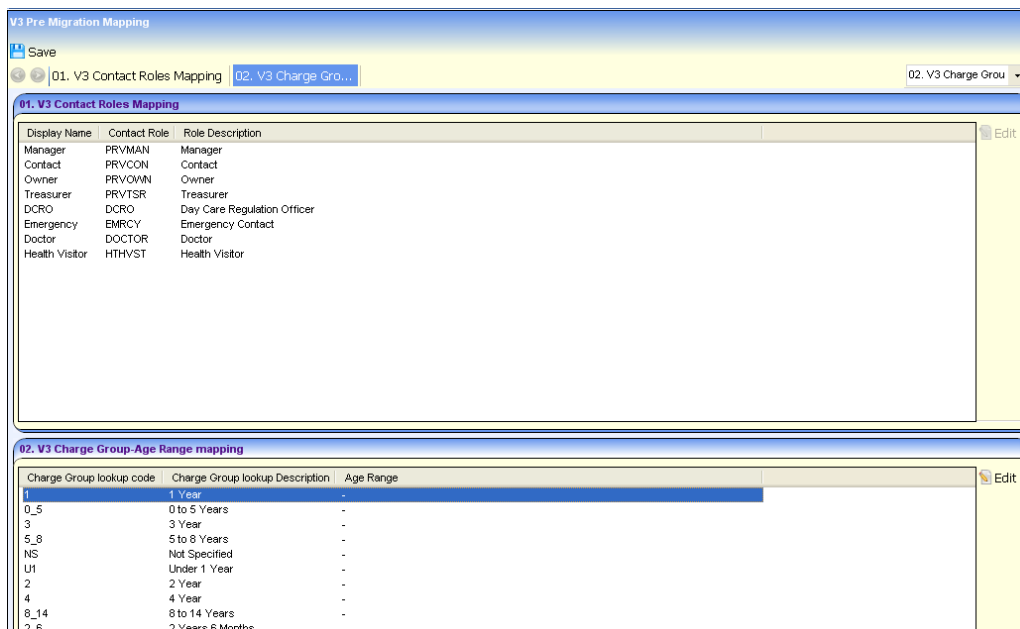 V3 Pre Migration Mapping
Save
01. V3 Contact Roles Mapping 02. V3 Charge Gro... 02. V3 Charge Grou
01. V3 Contact Roles Mapping
Display Name Contact Role Role Description Edit
Manager PRVMAN Manager
Contact PRVCON Contact
Owner PRVOWN Owner
Treasurer PRVTSR Treasurer
DCRO DCRO Day Care Regulation Officer
Emergency EMRCY Emergency Contact
Doctor DOCTOR Doctor
Health Visitor HTHVST Health Visitor
02. V3 Charge Group-Age Range mapping
Charge Group lookup code Charge Group lookup Description Age Range Edit
1 1 Year -
0_5 0 to 5 Years -
3 3 Year -
5_8 5 to 8 Years -
NS Not Specified -
U1 Under 1 Year -
2 2 Year -
4 4 Year -
8_14 8 to 14 Years -
2_6 2 Years 6 Months